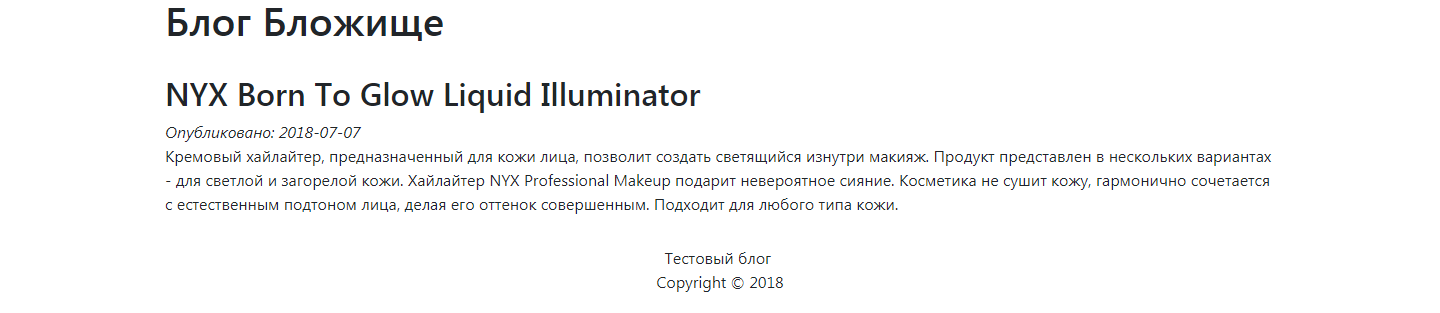 Блог Бложище
NYX Born To Glow Liquid Illuminator
Опубликовано: 2018-07-07
Кремовый хайлайтер, предназначенный для кожи лица, позволит создать светящийся изнутри макияж. Продукт представлен в нескольких вариантах
- для светлой и загорелой кожи. Хайлайтер NYX Professional Makeup подарит невероятное сияние. Косметика не сушит кожу, гармонично сочетается
с естественным подтоном лица, делая его оттенок совершенным. Подходит для любого типа кожи.
Тестовый блог
Copyright © 2018